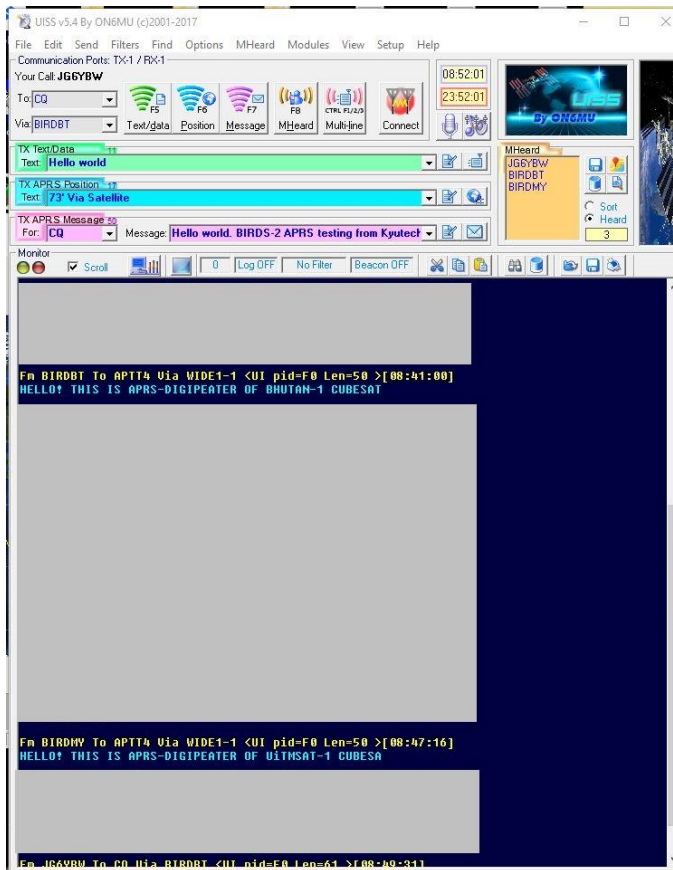 UISS v5.4 By ON6MU (c)2001-2017
File Edit Send Filters Find Options MHeard Modules View Setup Help
Communication Ports: TX-1 / RX-1
Your Call: JG6YBW
To: CQ
Via: BIRDBT
F5 F6 F7 F8 CTRL F1/2/3
Text/data Position Message MHeard Multi-line Connect
08:52:01
23:52:01
UISS
By ON6MU
TX Text/Data 11
Text: Hello world
TX APRS Position 17
Text: 73' Via Satellite
TX APRS Message 50
For: CQ Message: Hello world. BIRDS-2 APRS testing from Kyutech
MHeard
JG6YBW
BIRDBT
BIRDMY
Sort
Heard
3
Monitor
Scroll 0 Log OFF No Filter Beacon OFF
Fm BIRDBT To APTT4 Via WIDE1-1 <UI pid=F0 Len=50 >[08:41:00]
HELLO! THIS IS APRS-DIGIPEATER OF BHUTAN-1 CUBESAT
Fm BIRDMY To APTT4 Via WIDE1-1 <UI pid=F0 Len=50 >[08:47:16]
HELLO! THIS IS APRS-DIGIPEATER OF UiTMSAT-1 CUBESA
Fm JG6YBW To CQ Via BIRDBT <UI pid=F0 Len=61 >[08:49:31]